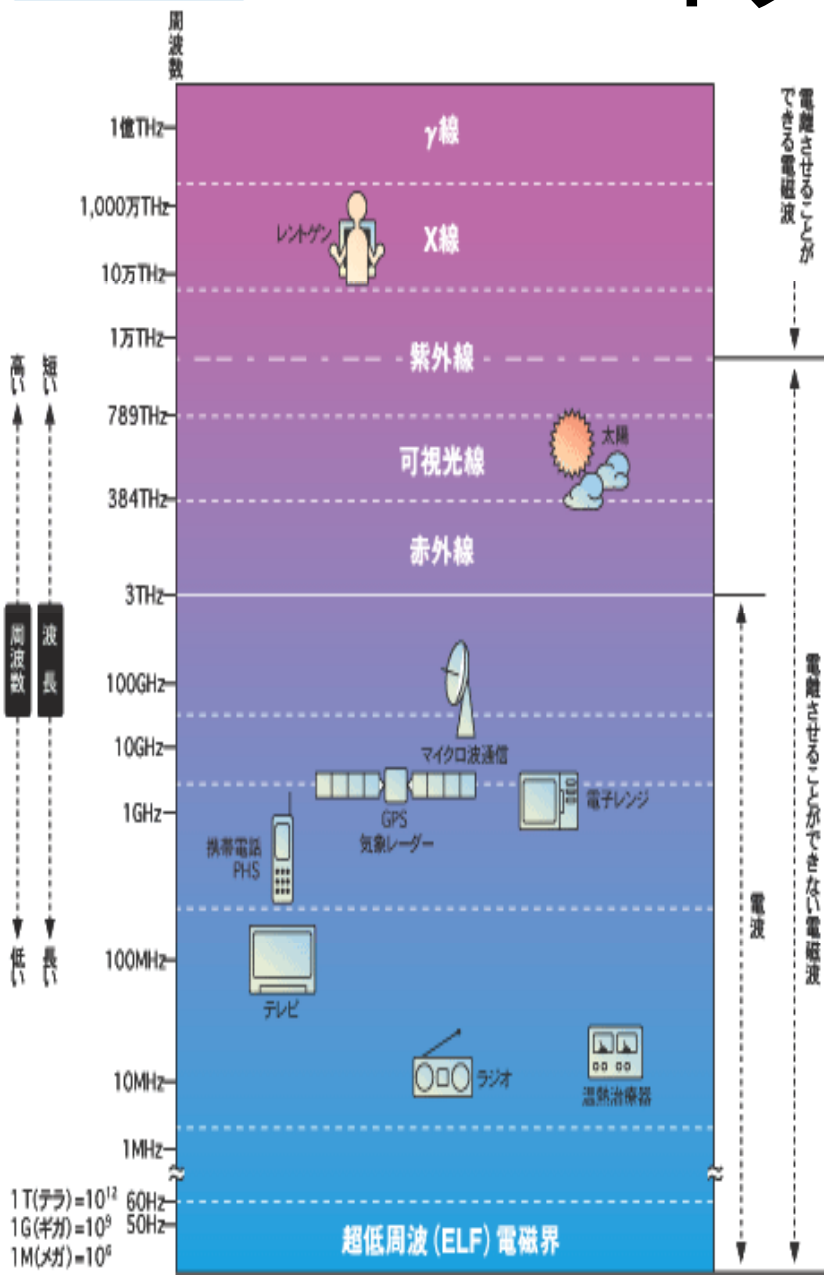 周波数
1億THz
1,000万THz
10万THz
1万THz
789THz
384THz
3THz
100GHz
10GHz
1GHz
100MHz
10MHz
1MHz
60Hz
50Hz
γ線
X線
レントゲン
紫外線
可視光線
太陽
赤外線
マイクロ波通信
GPS
気象レーダー
電子レンジ
携帯電話
PHS
テレビ
ラジオ
温熱治療器
超低周波(ELF)電磁界
高い
周波数
低い
短い
波長
長い
電離させることが
できる電磁波
電離させることができない電磁波
電波
1T(テラ)=10¹²
1G(ギガ)=10⁹
1M(メガ)=10⁶